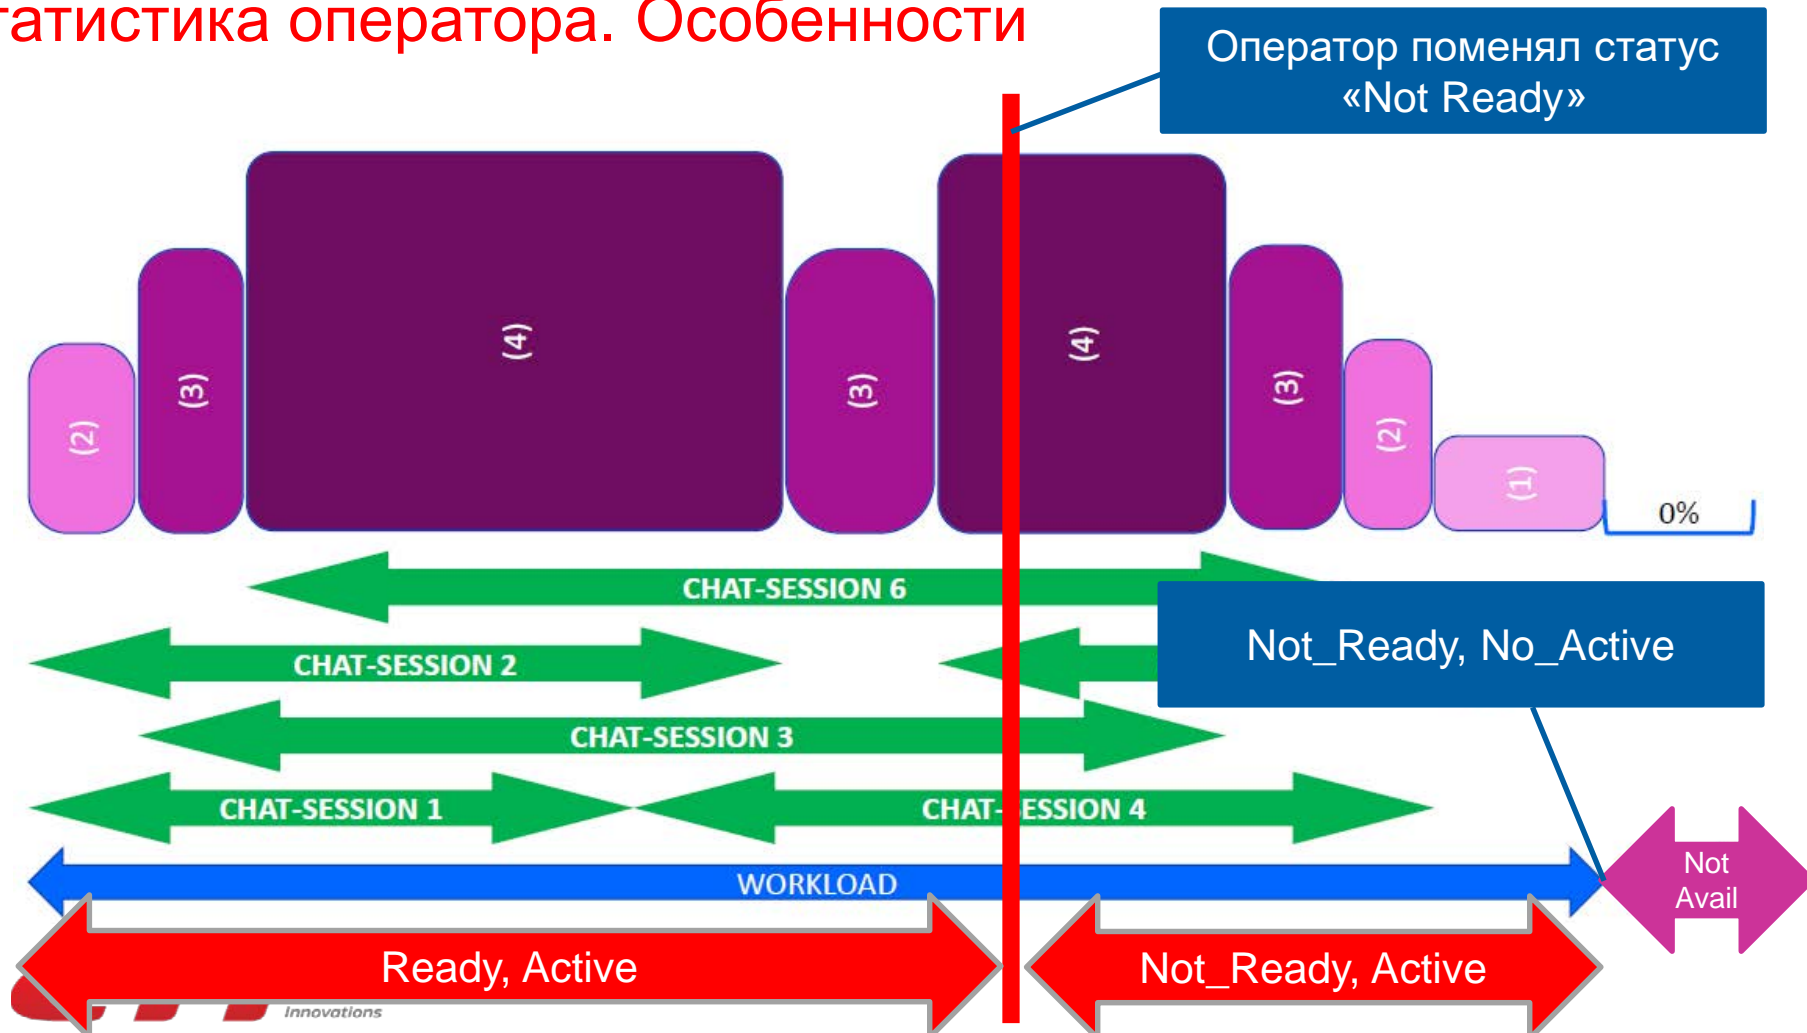 татистика оператора. Особенности
Оператор поменял статус
«Not Ready»
(2)
(3)
(4)
(3)
(4)
(3)
(2)
(1)
0%
CHAT-SESSION 6
CHAT-SESSION 2
Not_Ready, No_Active
CHAT-SESSION 3
CHAT-SESSION 1
CHAT-SESSION 4
WORKLOAD
Not
Avail
Ready, Active
Not_Ready, Active
Innovations